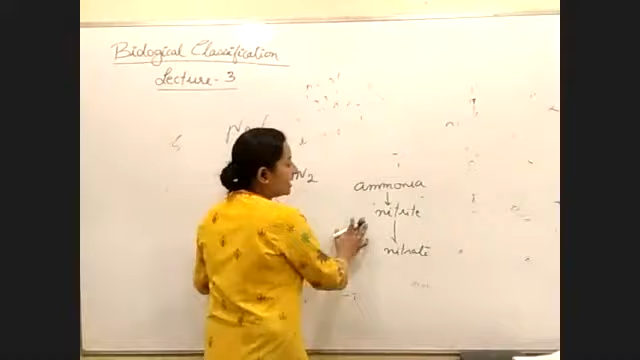 Biological Classification
Lecture-3
N2
ammonia
↓
nitrite
↓
nitrate